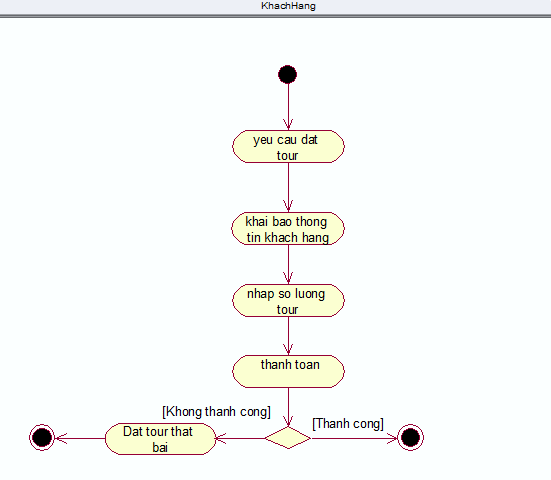 KhachHang
yeu cau dat
tour
khai bao thong
tin khach hang
nhap so luong
tour
thanh toan
[Khong thanh cong]
[Thanh cong]
Dat tour that
bai